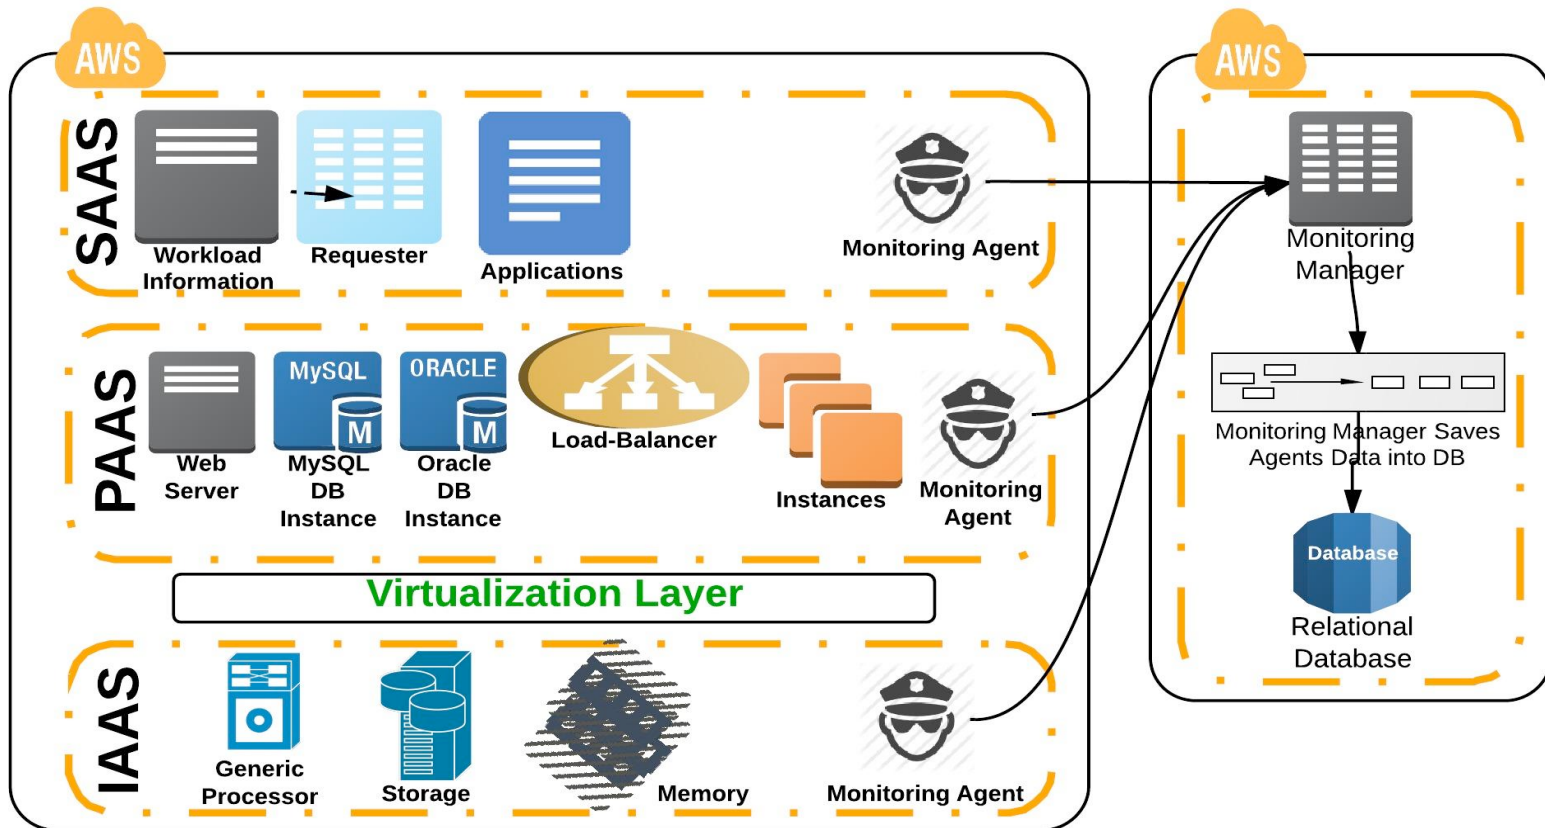 AWS
SAAS
Workload
Information
Requester
Applications
Monitoring Agent
PAAS
MySQL
M
ORACLE
M
Web
Server
MySQL
DB
Instance
Oracle
DB
Instance
Load-Balancer
Instances
Monitoring
Agent
Virtualization Layer
IAAS
Generic
Processor
Storage
Memory
Monitoring Agent
AWS
Monitoring
Manager
Monitoring Manager Saves
Agents Data into DB
Database
Relational
Database